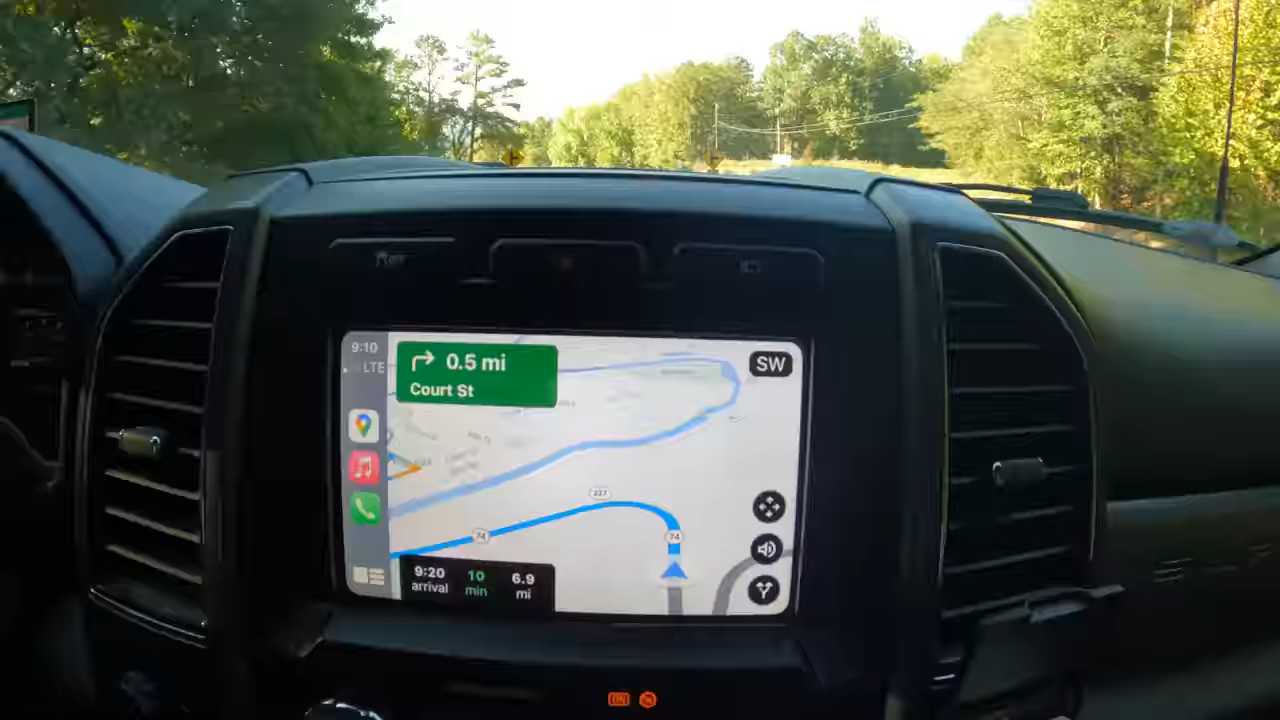 9:10
LTE
0.5 mi
Court St
SW
227
74
74
9:20
10
6.9
arrival
min
mi
ON